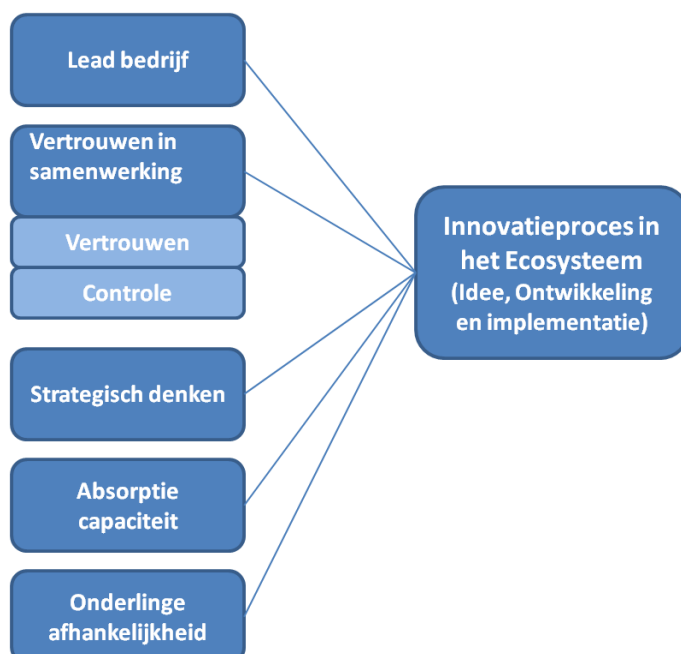 Lead bedrijf
Vertrouwen in
samenwerking
Vertrouwen
Controle
Strategisch denken
Absorptie
capaciteit
Onderlinge
afhankelijkheid
Innovatieproces in
het Ecosysteem
(Idee, Ontwikkeling
en implementatie)